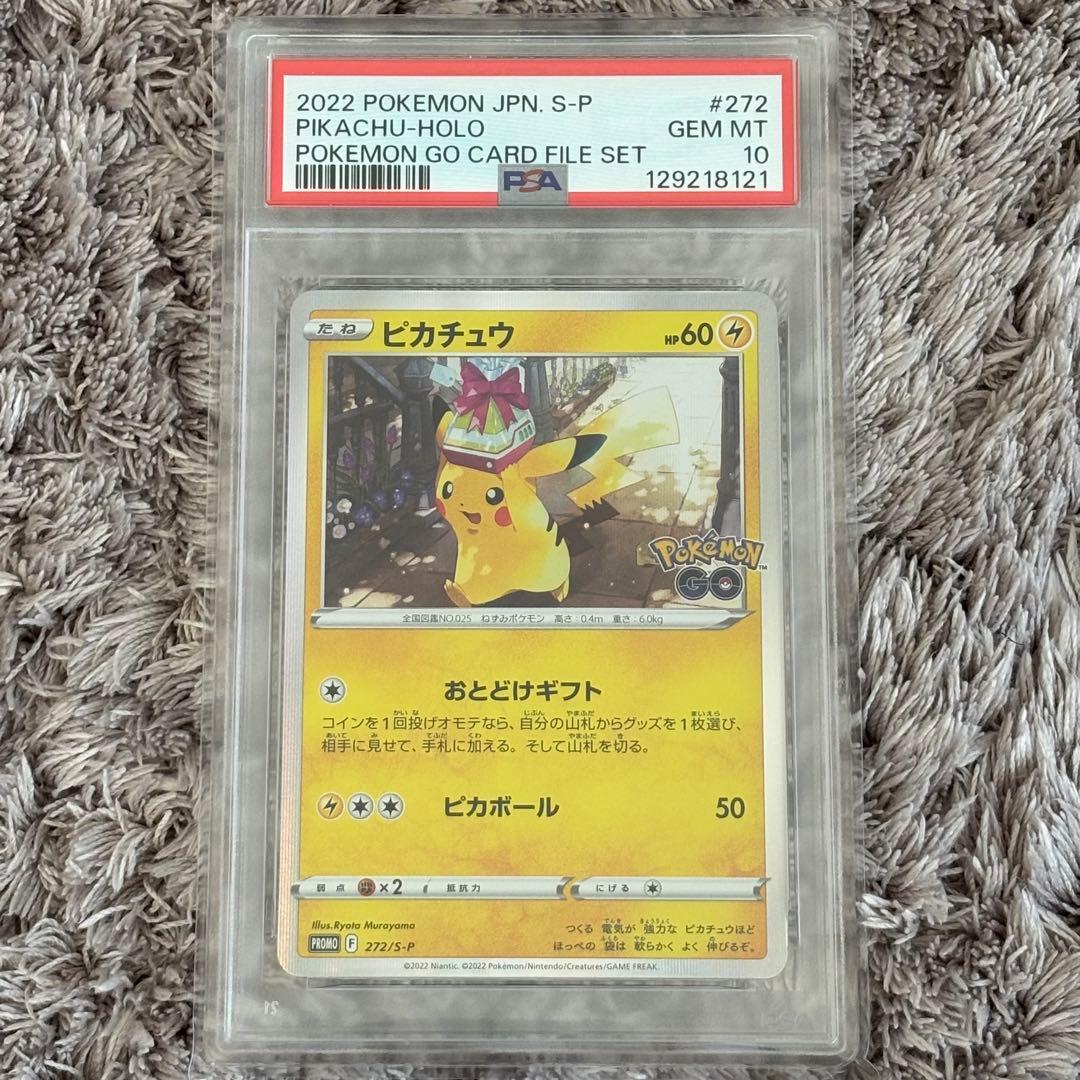 2022 POKEMON JPN. S-P #272
PIKACHU-HOLO GEM MT
POKEMON GO CARD FILE SET 10
PSA 129218121
たね ピカチュウ HP60
Pokémon GO™
全国図鑑NO.025 ねずみポケモン 高さ:0.4m 重さ:6.0kg
おとどけギフト
コインを1回投げオモテなら、自分の山札からグッズを1枚選び、
相手に見せて、手札に加える。そして山札を切る。
ピカボール 50
弱点 ×2 抵抗力 にげる
Illus.Ryota Murayama
つくる 電気が 強力な ピカチュウほど
ほっぺの 袋は 軟らかく よく 伸びるぞ。
PROMO F 272/S-P
©2022 Niantic. ©2022 Pokémon/Nintendo/Creatures/GAME FREAK.